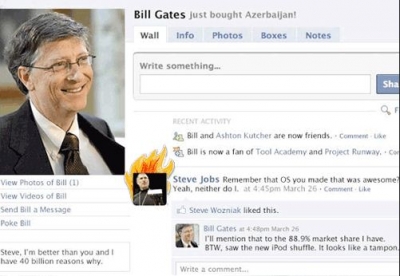 Bill Gates just bought Azerbaijan!
Wall Info Photos Boxes Notes
Write something...
Sha
RECENT ACTIVITY
Bill and Ashton Kutcher are now friends. - Comment - Like
Bill is now a fan of Tool Academy and Project Runway. - Co
Steve Jobs Remember that OS you made that was awesome?
Yeah, neither do I. at 4:45pm March 26 - Comment - Like
Steve Wozniak liked this.
Bill Gates at 4:48pm March 26
I'll mention that to the 88.9% market share I have.
BTW, saw the new iPod shuffle. It looks like a tampon.
Write a comment...
View Photos of Bill (1)
View Videos of Bill
Send Bill a Message
Poke Bill
Steve, I'm better than you and I
have 40 billion reasons why.